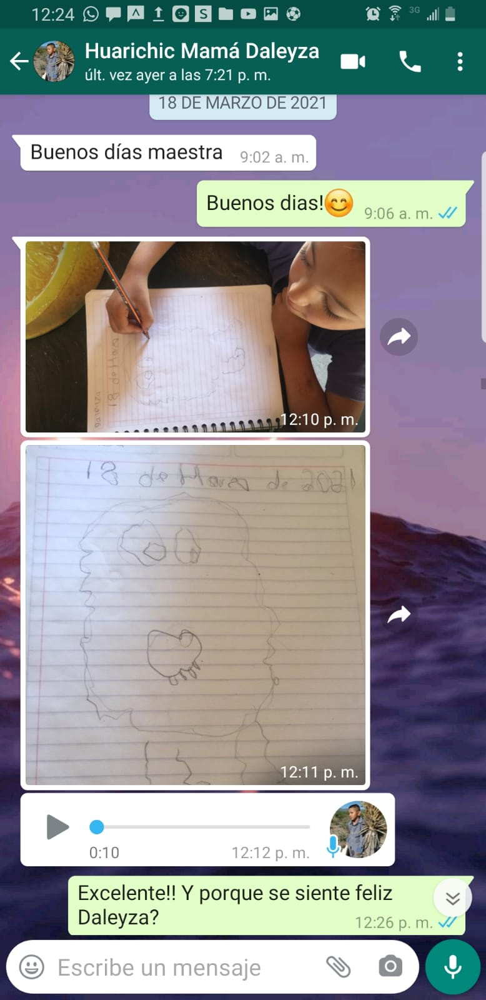 12:24
3G
Huarichic Mamá Daleyza
últ. vez ayer a las 7:21 p. m.
18 DE MARZO DE 2021
Buenos días maestra 9:02 a. m.
Buenos dias!😊 9:06 a. m.
18 de Marzo
12:10 p. m.
18 de Marzo de 2021
12:11 p. m.
0:10 12:12 p. m.
Excelente!! Y porque se siente feliz
Daleyza? 12:26 p. m.
Escribe un mensaje